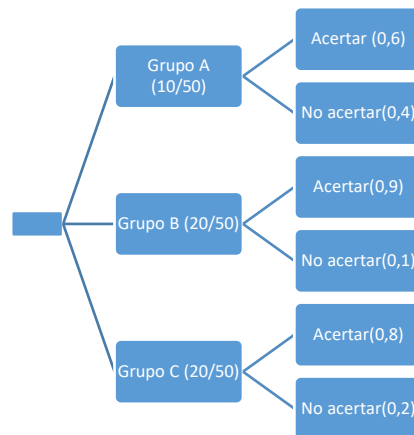 Grupo A
(10/50)
Acertar (0,6)
No acertar(0,4)
Grupo B (20/50)
Acertar(0,9)
No acertar(0,1)
Grupo C (20/50)
Acertar(0,8)
No acertar(0,2)